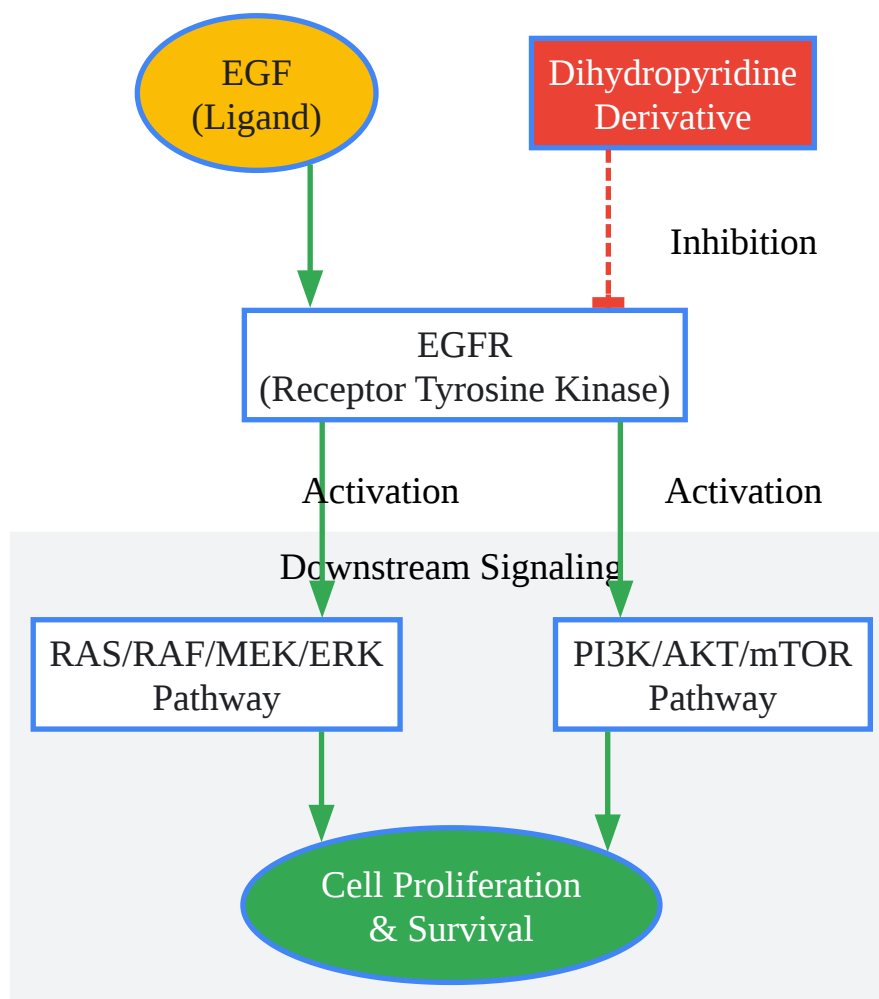 EGF
(Ligand)
Dihydropyridine
Derivative
Inhibition
EGFR
(Receptor Tyrosine Kinase)
Activation
Activation
Downstream Signaling
RAS/RAF/MEK/ERK
Pathway
PI3K/AKT/mTOR
Pathway
Cell Proliferation
& Survival